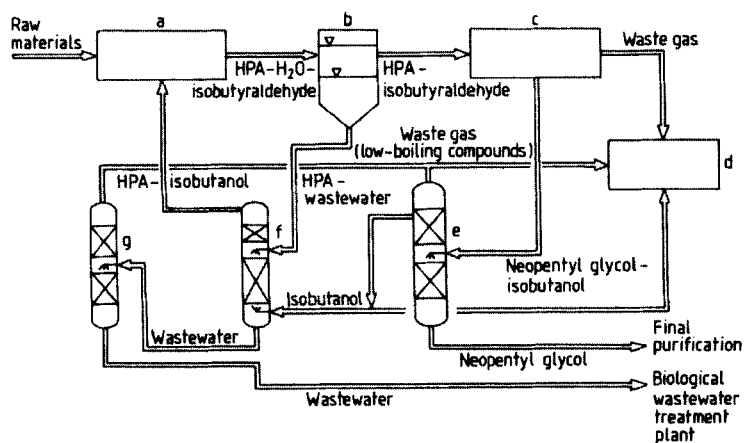 Raw
materials
a
b
c
HPA-H₂O-
isobutyraldehyde
HPA -
isobutyraldehyde
Waste gas
Waste gas
(low-boiling compounds)
d
HPA-isobutanol
HPA-
wastewater
g
f
e
Neopentyl glycol-
isobutanol
Isobutanol
Wastewater
Neopentyl glycol
Final
purification
Wastewater
Biological
wastewater
treatment
plant